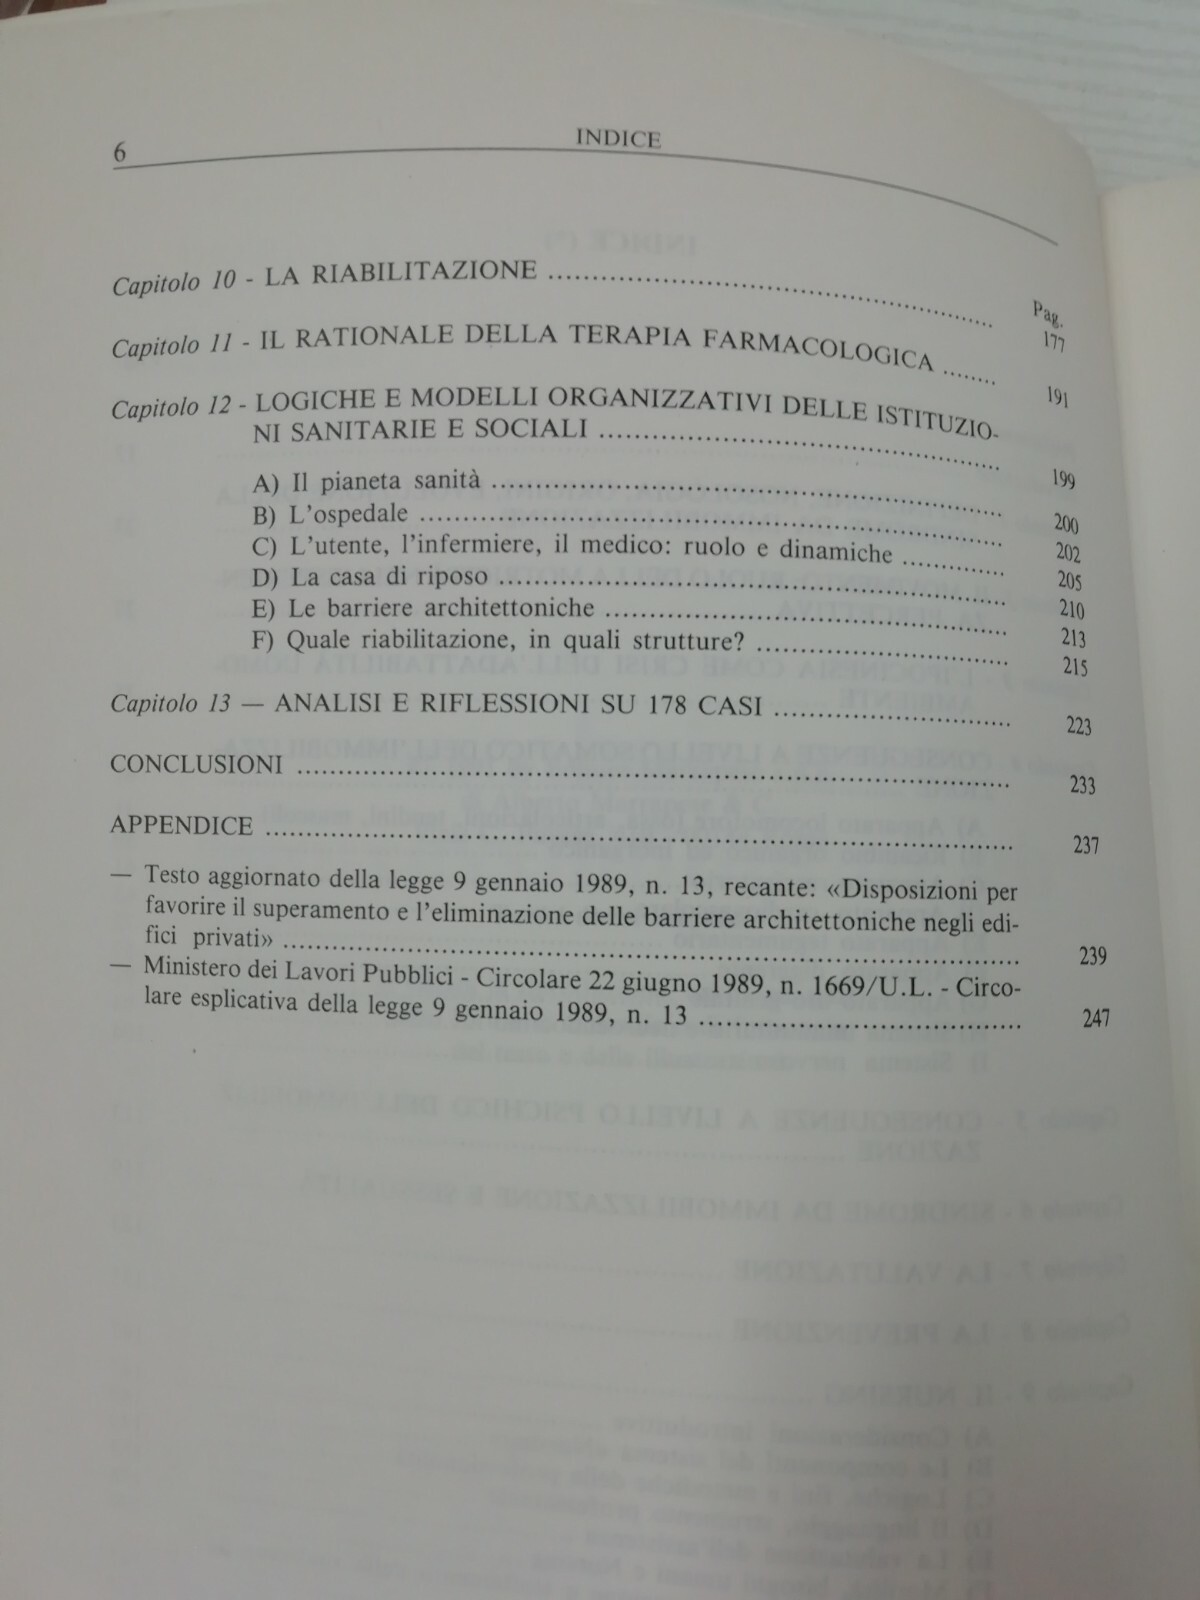 6
INDICE
Pag.
Capitolo 10 - LA RIABILITAZIONE ........ 177
Capitolo 11 - IL RATIONALE DELLA TERAPIA FARMACOLOGICA ........ 191
Capitolo 12 - LOGICHE E MODELLI ORGANIZZATIVI DELLE ISTITUZIO-
NI SANITARIE E SOCIALI ........ 199
A) Il pianeta sanità ........ 200
B) L'ospedale ........ 202
C) L'utente, l'infermiere, il medico: ruolo e dinamiche ........ 205
D) La casa di riposo ........ 210
E) Le barriere architettoniche ........ 213
F) Quale riabilitazione, in quali strutture? ........ 215
Capitolo 13 — ANALISI E RIFLESSIONI SU 178 CASI ........ 223
CONCLUSIONI ........ 233
APPENDICE ........ 237
— Testo aggiornato della legge 9 gennaio 1989, n. 13, recante: «Disposizioni per
favorire il superamento e l'eliminazione delle barriere architettoniche negli edi-
fici privati» ........ 239
— Ministero dei Lavori Pubblici - Circolare 22 giugno 1989, n. 1669/U.L. - Circo-
lare esplicativa della legge 9 gennaio 1989, n. 13 ........ 247